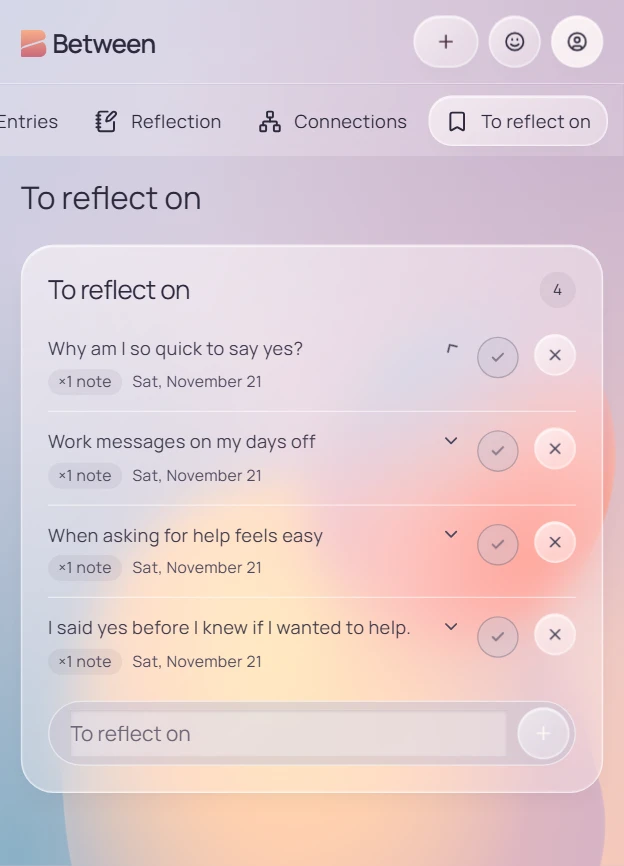 Between
Entries
Reflection
Connections
To reflect on
To reflect on
To reflect on
4
Why am I so quick to say yes?
×1 note
Sat, November 21
Work messages on my days off
×1 note
Sat, November 21
When asking for help feels easy
×1 note
Sat, November 21
I said yes before I knew if I wanted to help.
×1 note
Sat, November 21
To reflect on